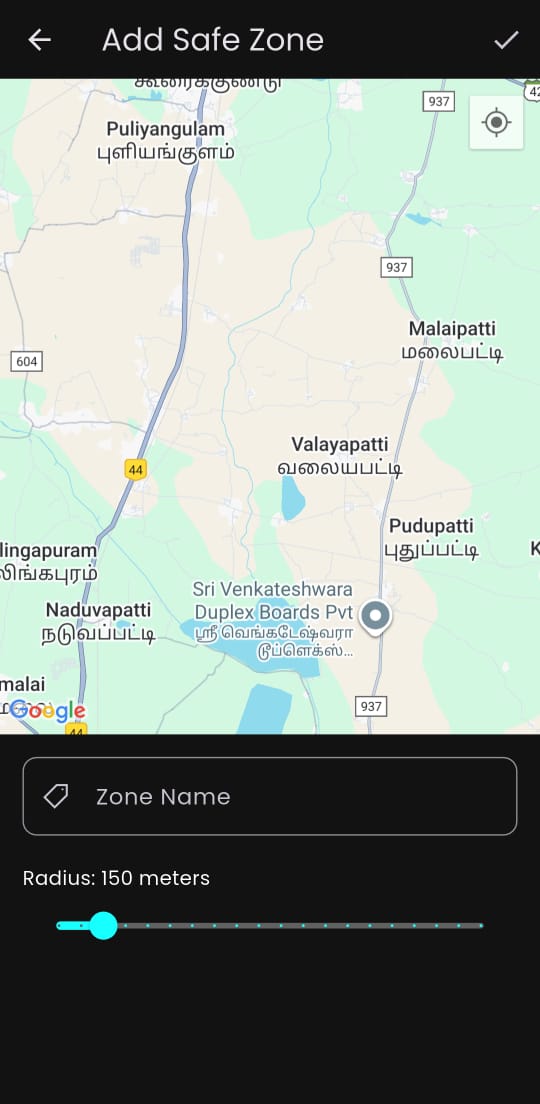 Add Safe Zone
கூரைக்குண்டு
937
42
Puliyangulam
புளியங்குளம்
937
Malaipatti
மலைபட்டி
604
Valayapatti
வலையபட்டி
44
Pudupatti
புதுப்பட்டி
lingapuram
லிங்கபுரம்
K
Sri Venkateshwara
Duplex Boards Pvt
ஸ்ரீ வெங்கடேஷ்வரா
டூப்ளெக்ஸ்...
Naduvapatti
நடுவப்பட்டி
malai
Google
937
44
Zone Name
Radius: 150 meters